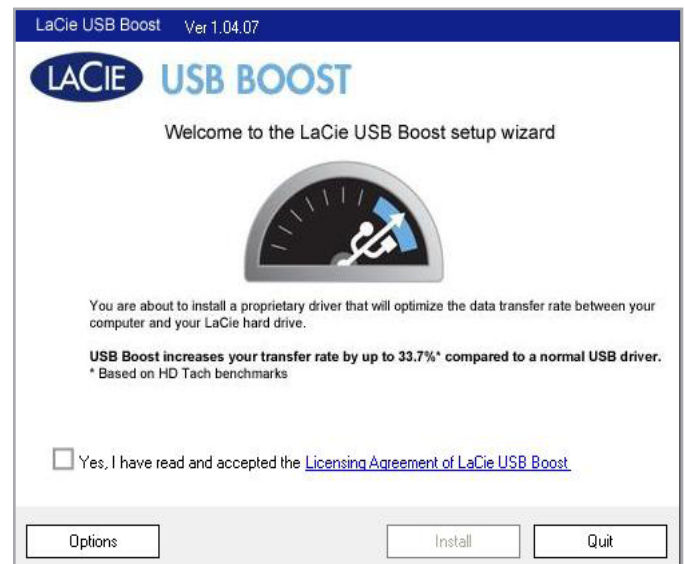 LaCie USB Boost Ver 1.04.07
LACIE USB BOOST
Welcome to the LaCie USB Boost setup wizard
You are about to install a proprietary driver that will optimize the data transfer rate between your
computer and your LaCie hard drive.
USB Boost increases your transfer rate by up to 33.7%* compared to a normal USB driver.
* Based on HD Tach benchmarks
Yes, I have read and accepted the Licensing Agreement of LaCie USB Boost
Options Install Quit